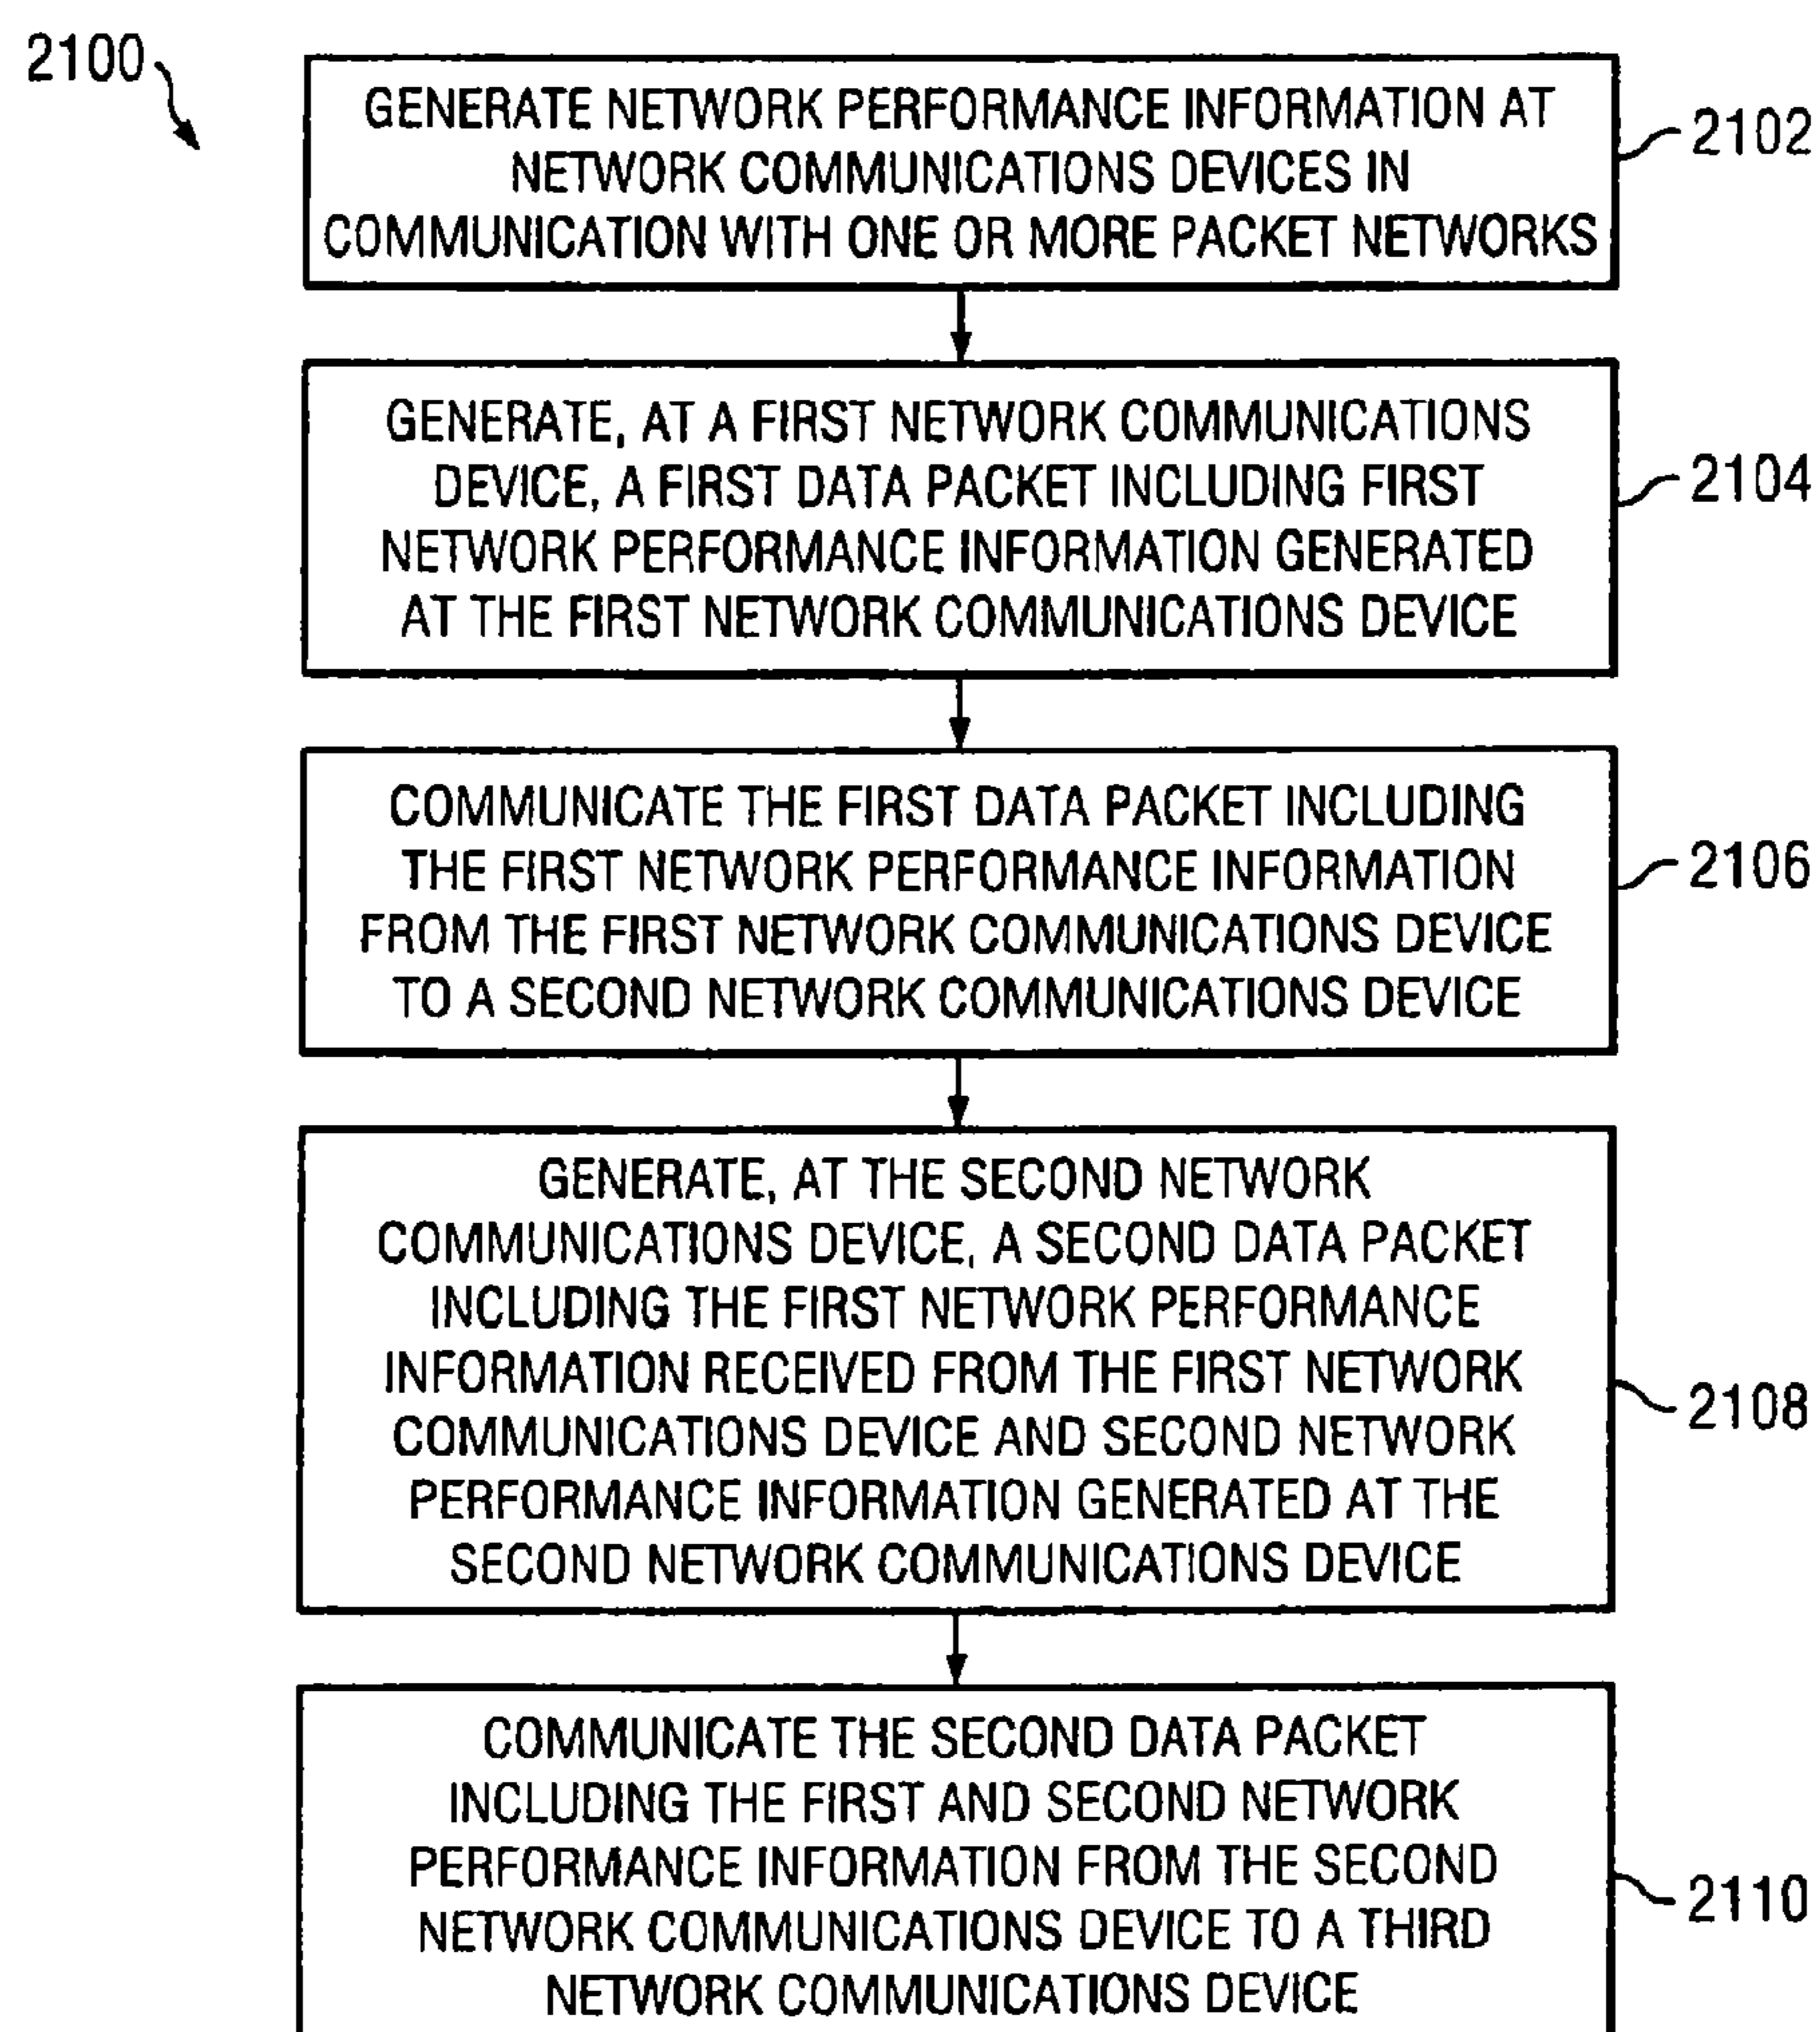 2100
GENERATE NETWORK PERFORMANCE INFORMATION AT
NETWORK COMMUNICATIONS DEVICES IN
COMMUNICATION WITH ONE OR MORE PACKET NETWORKS
2102
GENERATE, AT A FIRST NETWORK COMMUNICATIONS
DEVICE, A FIRST DATA PACKET INCLUDING FIRST
NETWORK PERFORMANCE INFORMATION GENERATED
AT THE FIRST NETWORK COMMUNICATIONS DEVICE
2104
COMMUNICATE THE FIRST DATA PACKET INCLUDING
THE FIRST NETWORK PERFORMANCE INFORMATION
FROM THE FIRST NETWORK COMMUNICATIONS DEVICE
TO A SECOND NETWORK COMMUNICATIONS DEVICE
2106
GENERATE, AT THE SECOND NETWORK
COMMUNICATIONS DEVICE, A SECOND DATA PACKET
INCLUDING THE FIRST NETWORK PERFORMANCE
INFORMATION RECEIVED FROM THE FIRST NETWORK
COMMUNICATIONS DEVICE AND SECOND NETWORK
PERFORMANCE INFORMATION GENERATED AT THE
SECOND NETWORK COMMUNICATIONS DEVICE
2108
COMMUNICATE THE SECOND DATA PACKET
INCLUDING THE FIRST AND SECOND NETWORK
PERFORMANCE INFORMATION FROM THE SECOND
NETWORK COMMUNICATIONS DEVICE TO A THIRD
NETWORK COMMUNICATIONS DEVICE
2110